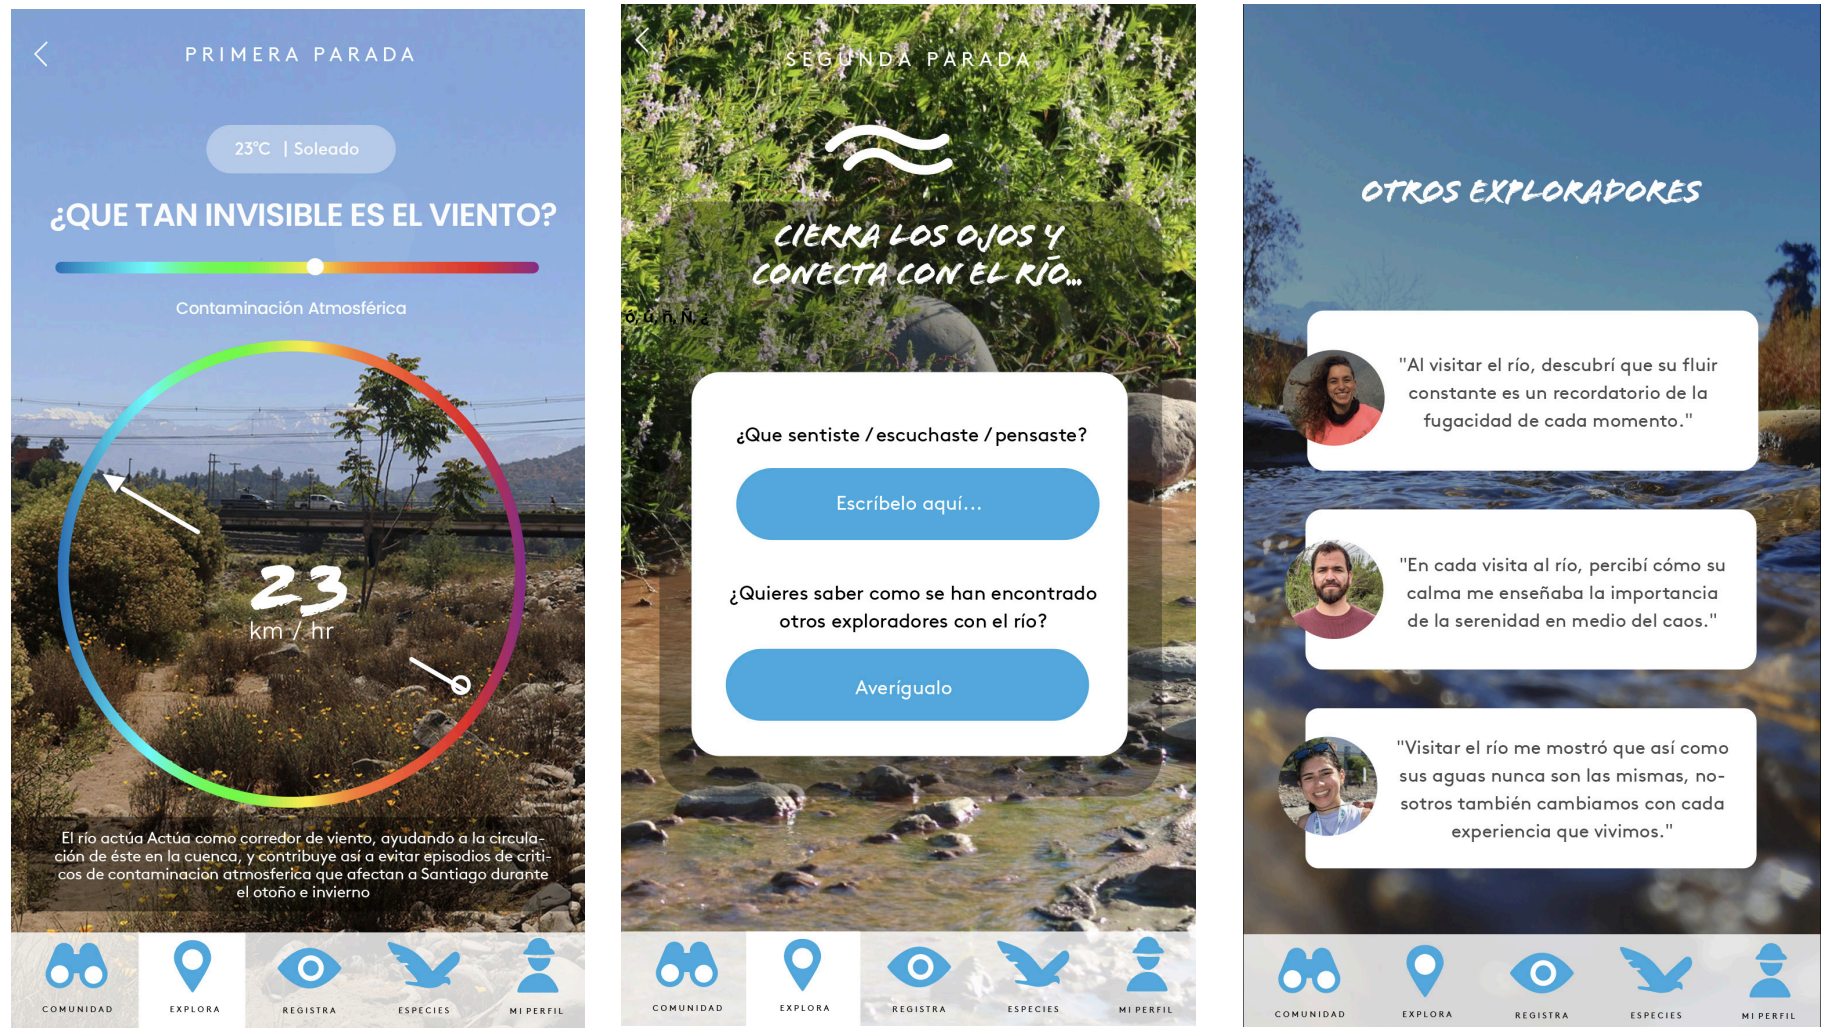 PRIMERA PARADA
23°C | Soleado
¿QUE TAN INVISIBLE ES EL VIENTO?
Contaminación Atmosférica
23
km / hr
El río actúa Actúa como corredor de viento, ayudando a la circula-
ción de éste en la cuenca, y contribuye así a evitar episodios de críti-
cos de contaminación atmosferica que afectan a Santiago durante
el otoño e invierno
COMUNIDAD
EXPLORA
REGISTRA
ESPECIES
MI PERFIL
SEGUNDA PARADA
CIERRA LOS OJOS Y
CONECTA CON EL RÍO...
ó, ú, ñ, Ñ, ¿
¿Que sentiste / escuchaste / pensaste?
Escríbelo aquí...
¿Quieres saber como se han encontrado
otros exploradores con el río?
Averígualo
COMUNIDAD
EXPLORA
REGISTRA
ESPECIES
MI PERFIL
OTROS EXPLORADORES
"Al visitar el río, descubrí que su fluir
constante es un recordatorio de la
fugacidad de cada momento."
"En cada visita al río, percibí cómo su
calma me enseñaba la importancia
de la serenidad en medio del caos."
"Visitar el río me mostró que así como
sus aguas nunca son las mismas, no-
sotros también cambiamos con cada
experiencia que vivimos."
COMUNIDAD
EXPLORA
REGISTRA
ESPECIES
MI PERFIL